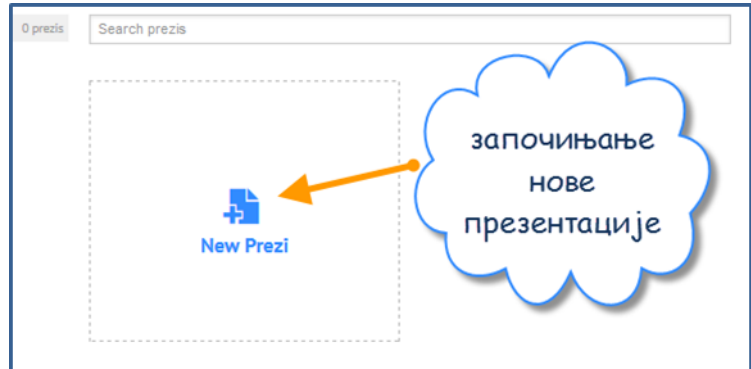 0 prezis
Search prezis
започињање
нове
презентације
New Prezi